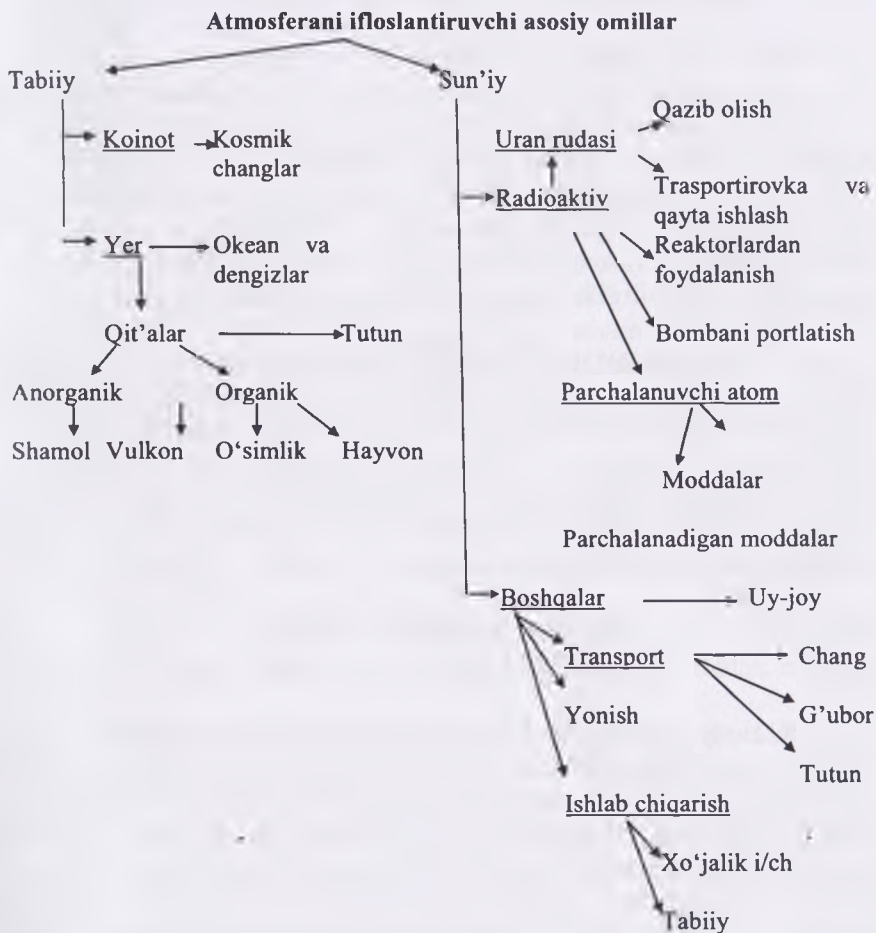 Atmosferani ifloslantiruvchi asosiy omillar
Tabiiy
Koinot
Kosmik
changlar
Yer
Okean va
dengizlar
Qit'alar
Tutun
Anorganik
Organik
Shamol
Vulkon
O‘simlik
Hayvon
Sun'iy
Uran rudasi
Qazib olish
Trasportirovka va
qayta ishlash
Radioaktiv
Reaktorlardan
foydalanish
Bombani portlatish
Parchalanuvchi atom
Moddalar
Parchalanadigan moddalar
Boshqalar
Uy-joy
Transport
Chang
Yonish
G'ubor
Tutun
Ishlab chiqarish
Xo‘jalik i/ch
Tabiiy